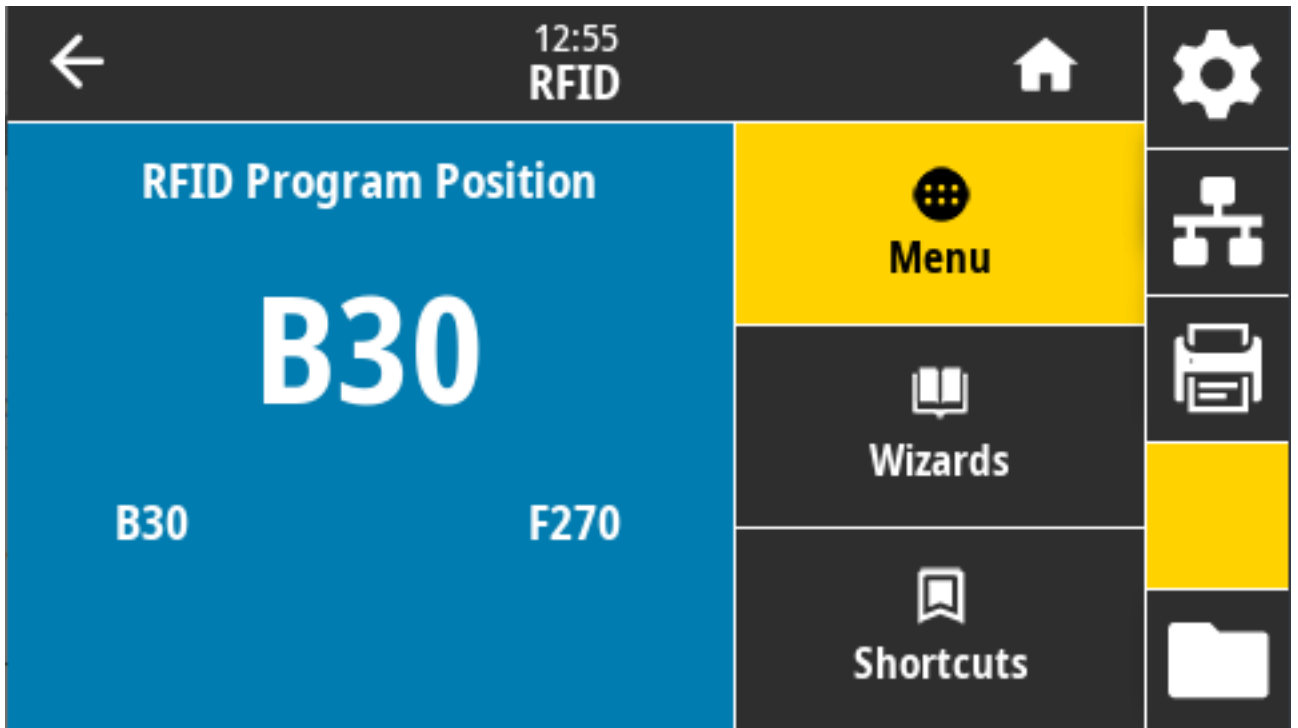 12:55
RFID
RFID Program Position
B30
B30
F270
Menu
Wizards
Shortcuts